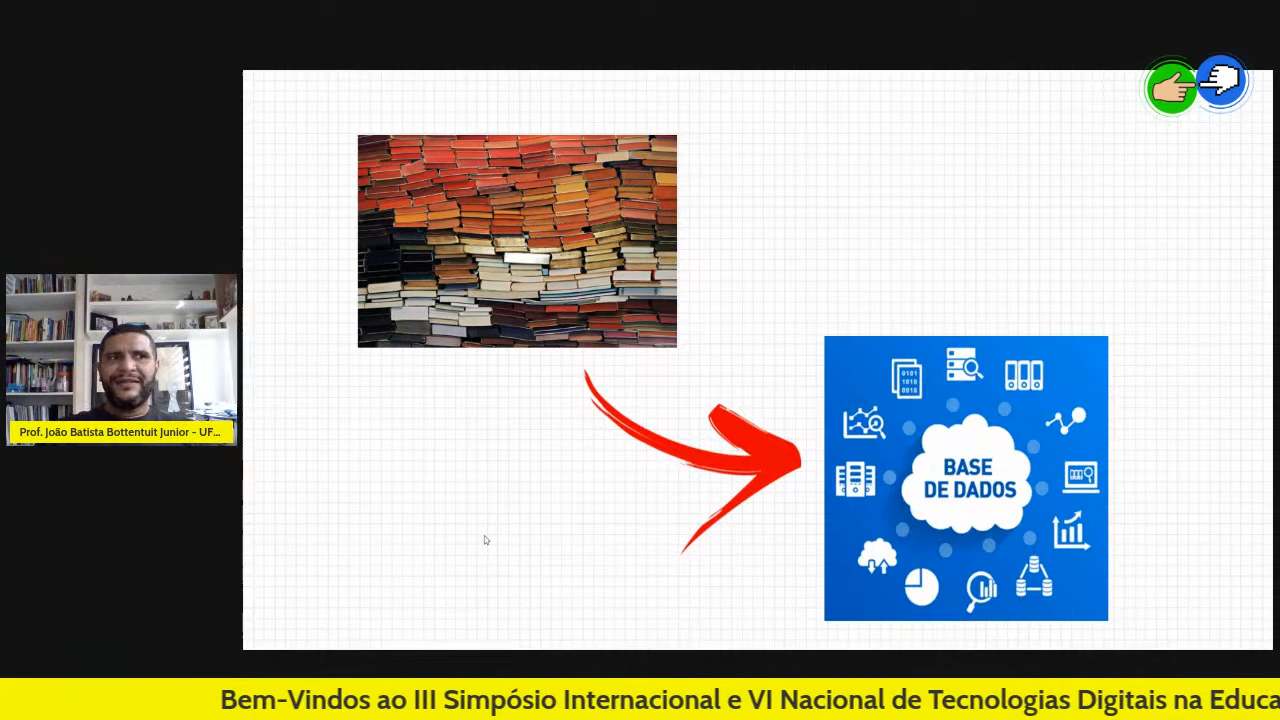 0101
1010
0010
BASE
DE DADOS
Prof. João Batista Bottentuit Junior - UF...
Bem-Vindos ao III Simpósio Internacional e VI Nacional de Tecnologias Digitais na Educa